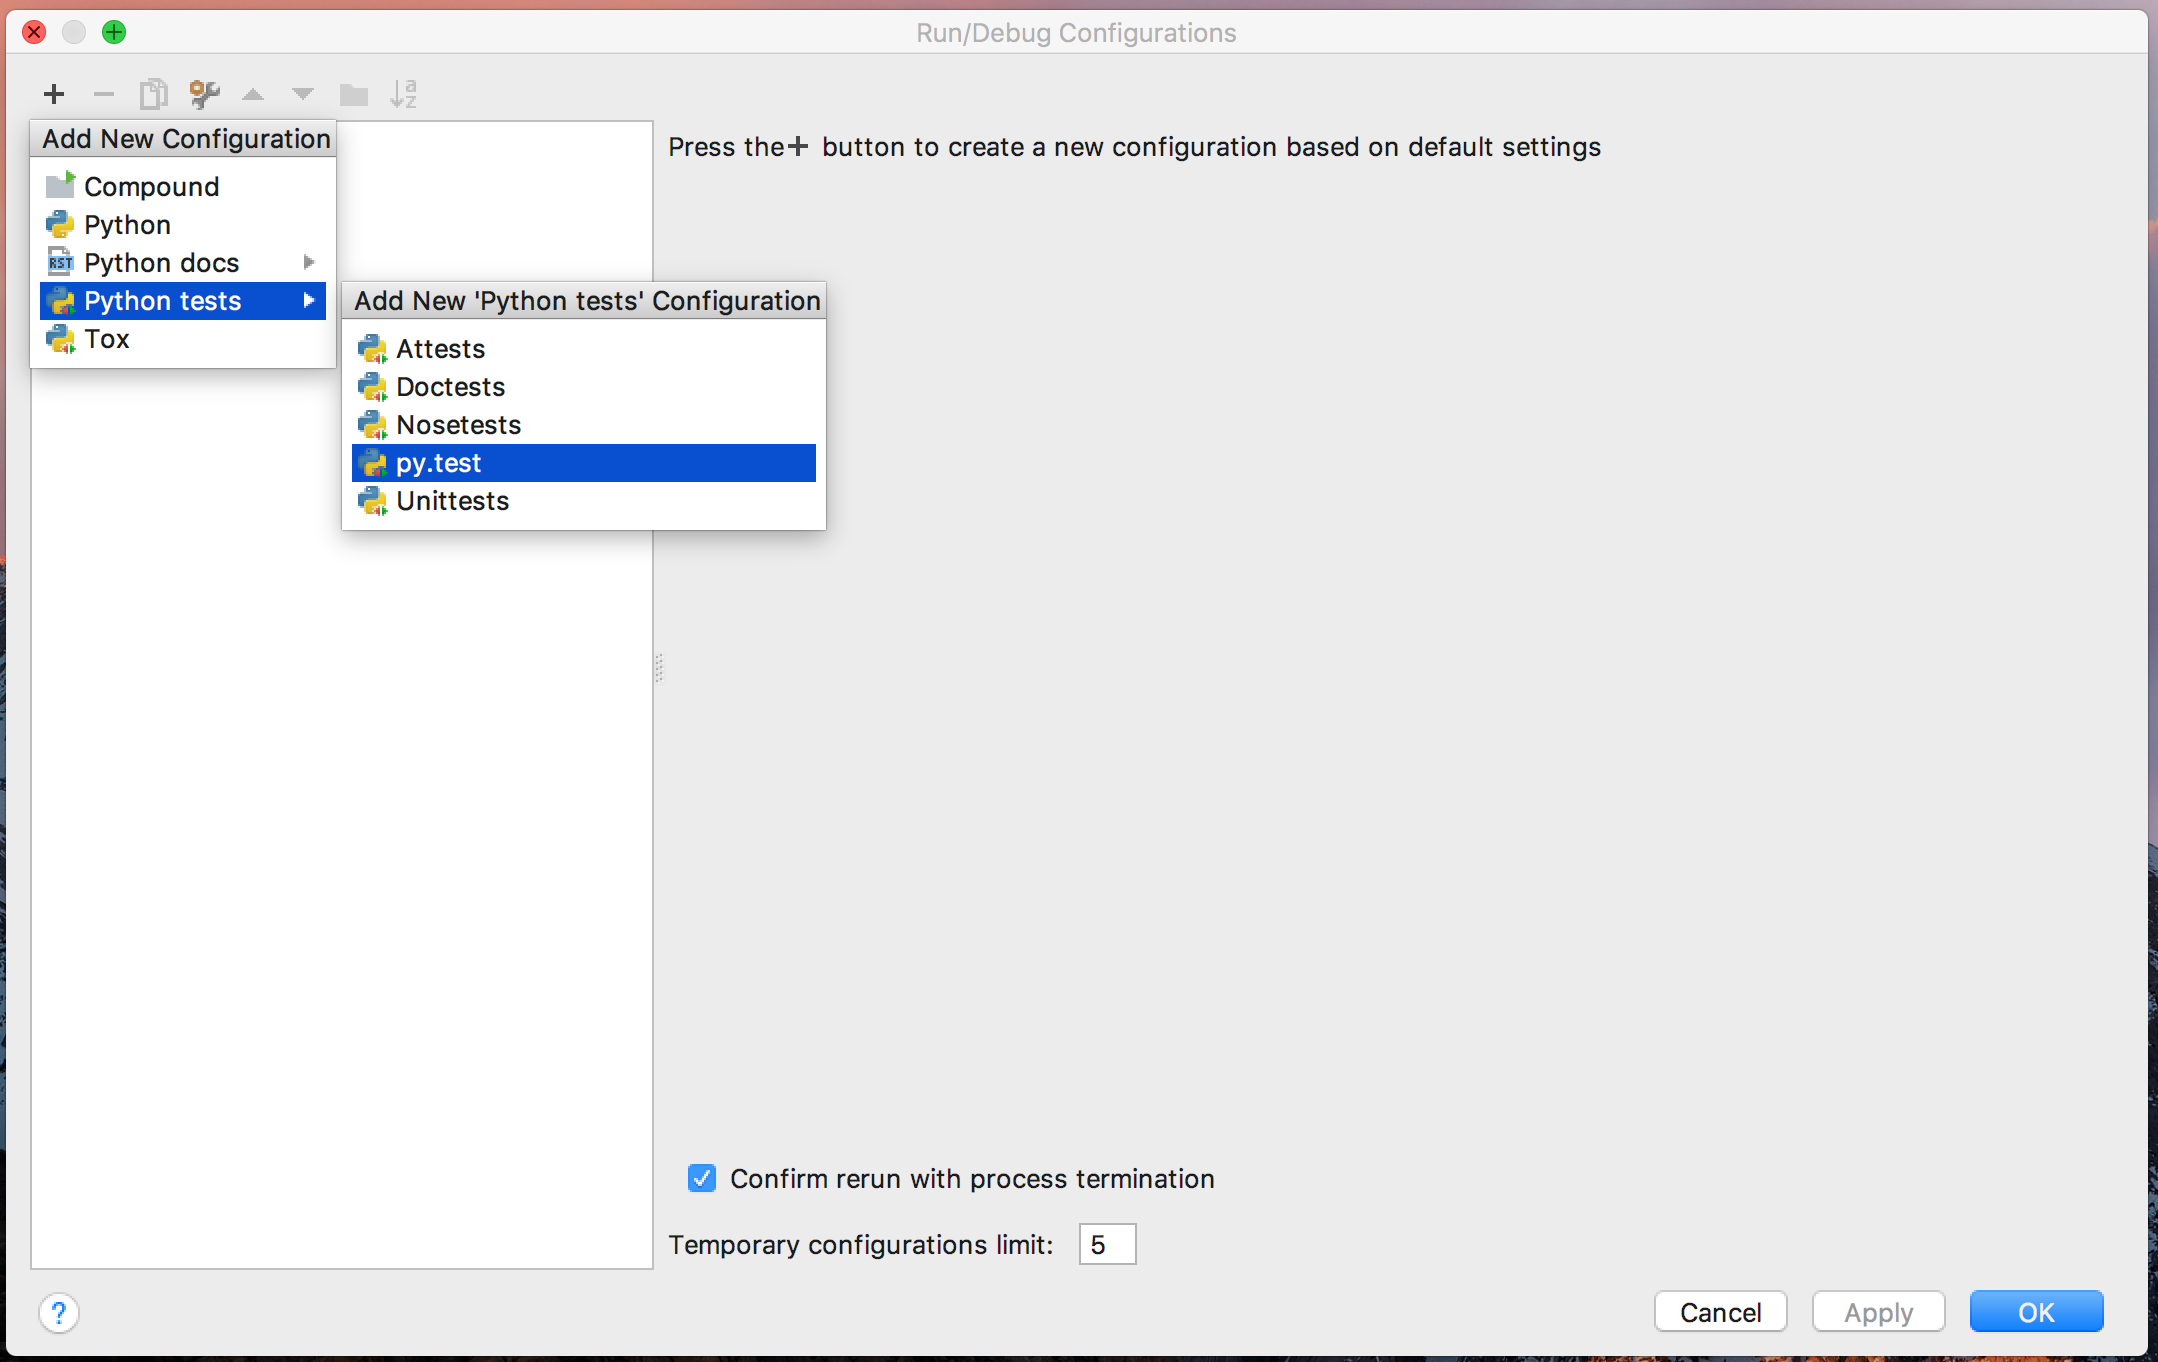 Run/Debug Configurations
Add New Configuration
Press the + button to create a new configuration based on default settings
Compound
Python
RST
Python docs
Python tests
Tox
Add New 'Python tests' Configuration
Attests
Doctests
Nosetests
py.test
Unittests
Confirm rerun with process termination
Temporary configurations limit: 5
?
Cancel
Apply
OK